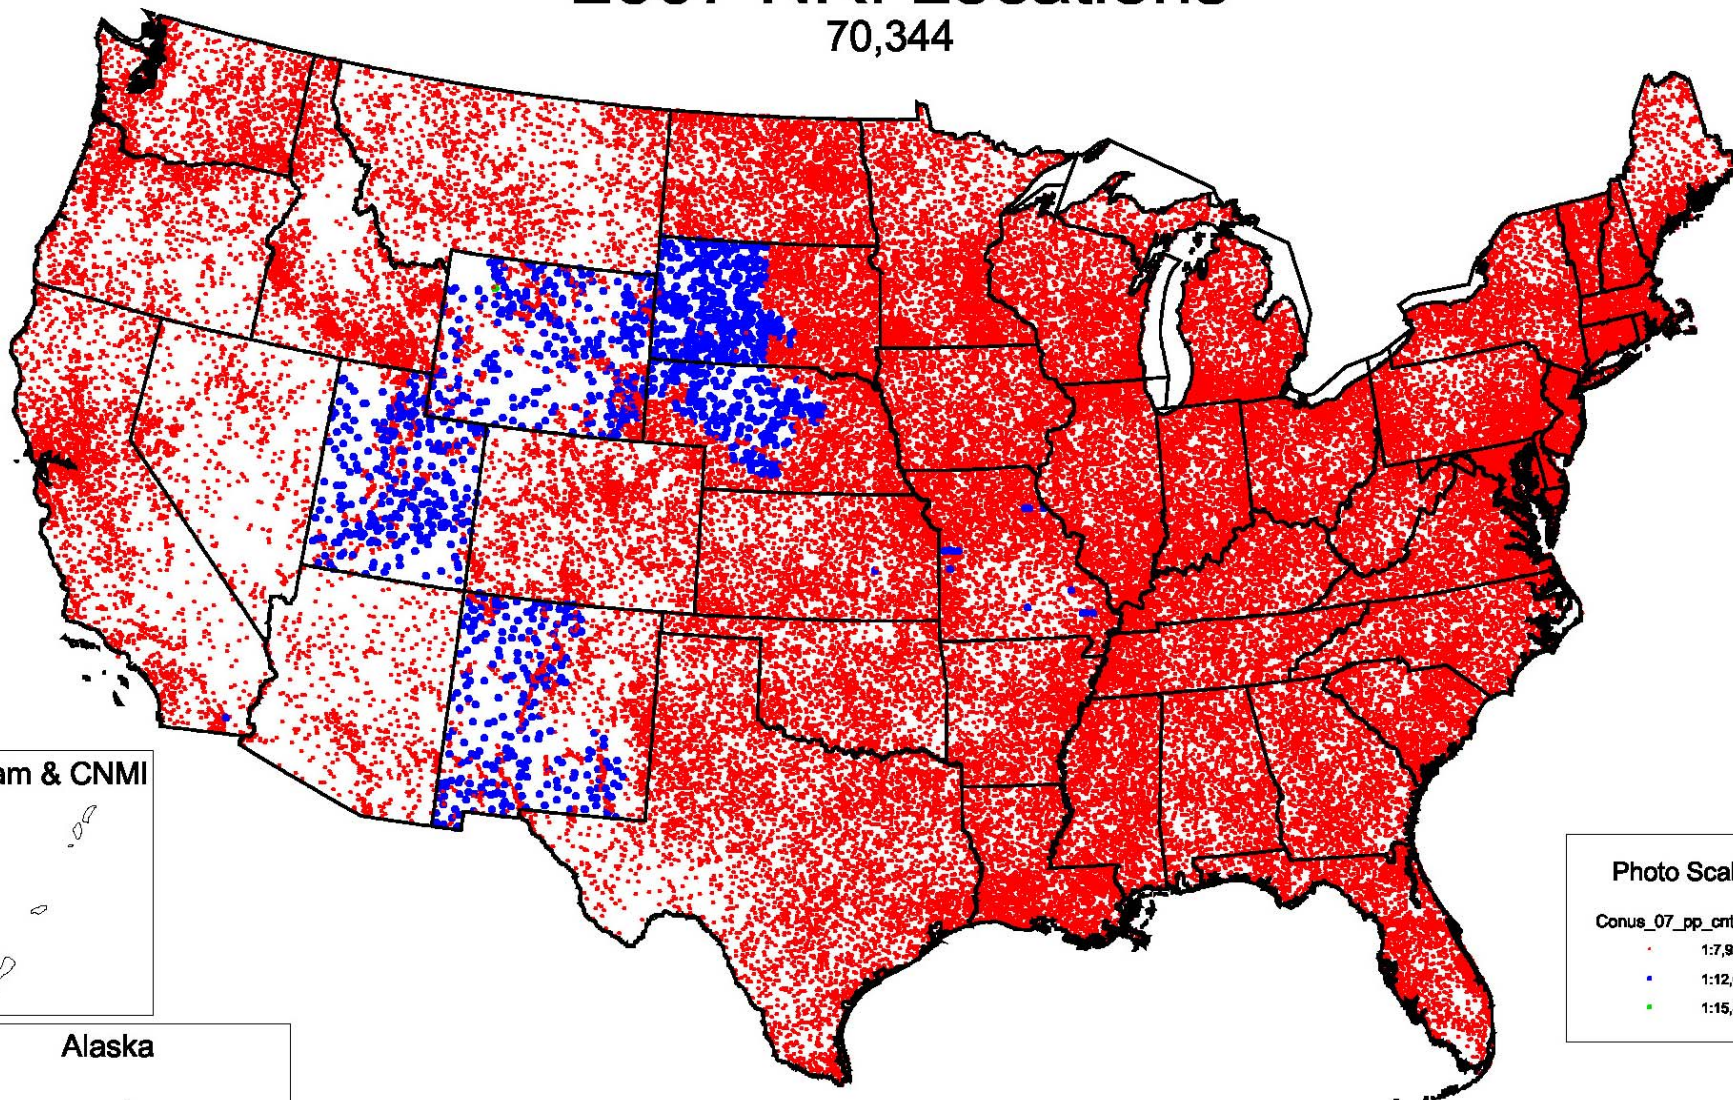 70,344
am & CNMI
Alaska
Photo Scal
Conus_07_pp_cnt
1:7,9
1:12,
1:15,